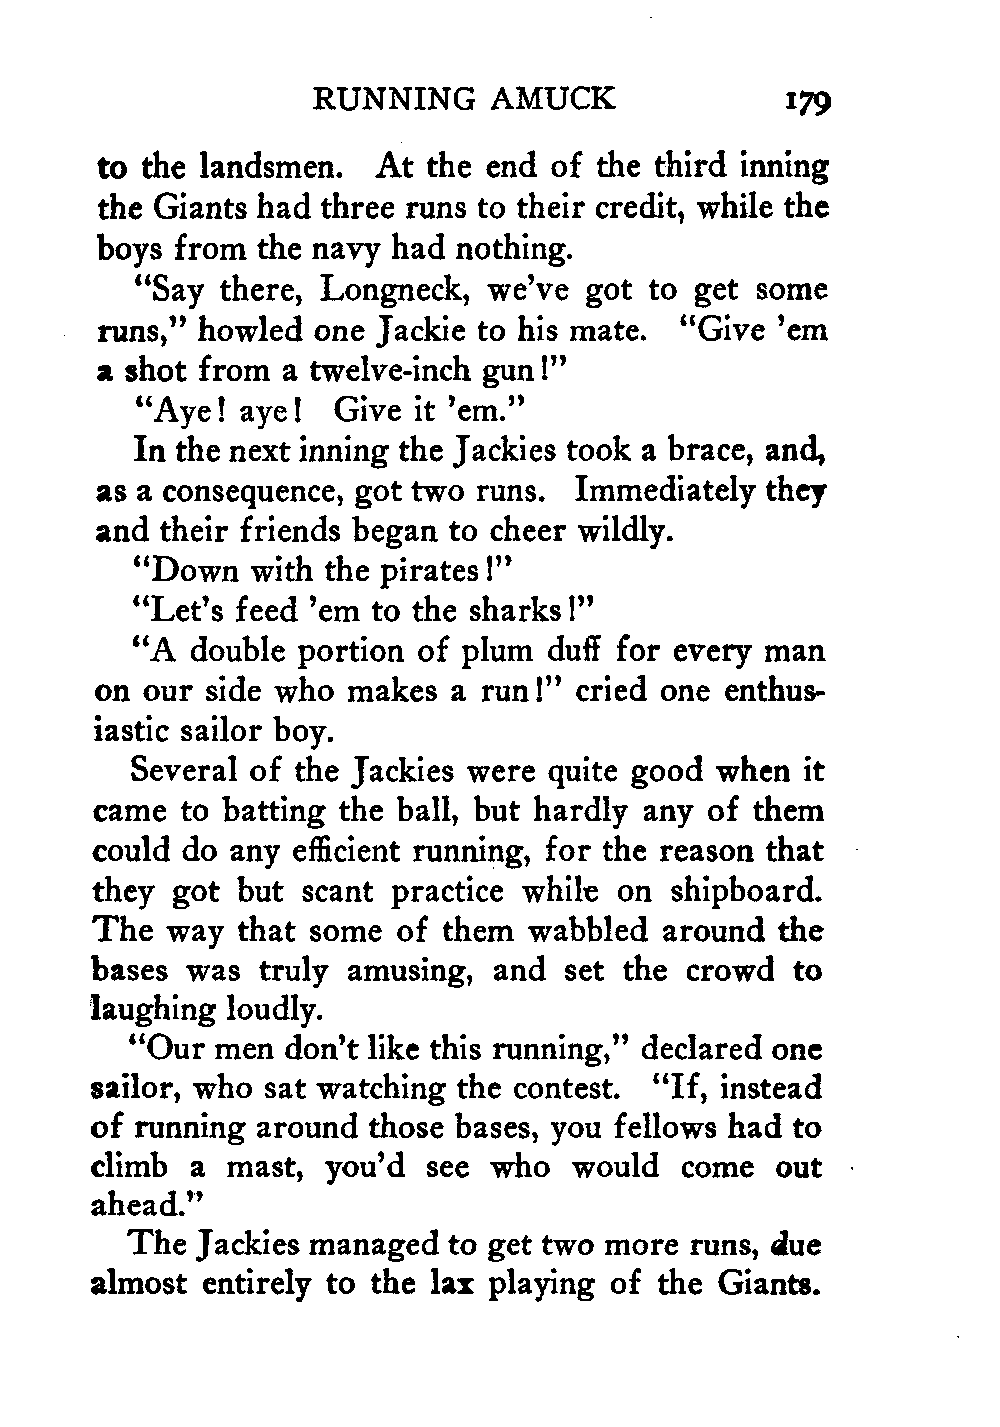 RUNNING AMUCK 179
to the landsmen. At the end of the third inning
the Giants had three runs to their credit, while the
boys from the navy had nothing.
“Say there, Longneck, we’ve got to get some
runs,” howled one Jackie to his mate. “Give ’em
a shot from a twelve-inch gun!”
“Aye! aye! Give it ’em.”
In the next inning the Jackies took a brace, and,
as a consequence, got two runs. Immediately they
and their friends began to cheer wildly.
“Down with the pirates!”
“Let’s feed ’em to the sharks!”
“A double portion of plum duff for every man
on our side who makes a run!” cried one enthus-
iastic sailor boy.
Several of the Jackies were quite good when it
came to batting the ball, but hardly any of them
could do any efficient running, for the reason that
they got but scant practice while on shipboard.
The way that some of them wabbled around the
bases was truly amusing, and set the crowd to
laughing loudly.
“Our men don’t like this running,” declared one
sailor, who sat watching the contest. “If, instead
of running around those bases, you fellows had to
climb a mast, you’d see who would come out
ahead.”
The Jackies managed to get two more runs, due
almost entirely to the lax playing of the Giants.